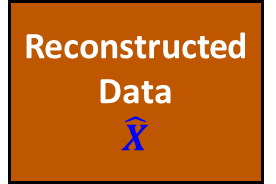 Reconstructed
Data
X̂